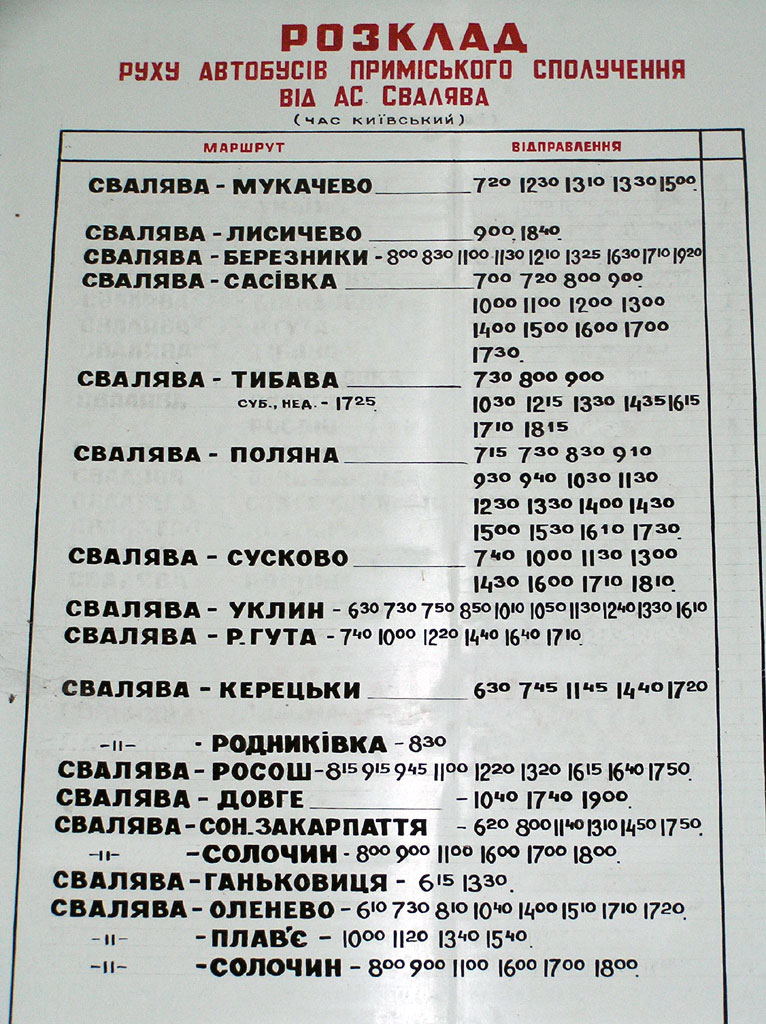 РОЗКЛАД
РУХУ АВТОБУСІВ ПРИМІСЬКОГО СПОЛУЧЕННЯ
ВІД АС СВАЛЯВА
(ЧАС КИЇВСЬКИЙ)
МАРШРУТ ВІДПРАВЛЕННЯ
СВАЛЯВА - МУКАЧЕВО 7²⁰ 12³⁰ 13¹⁰ 13³⁰ 15⁰⁰.
СВАЛЯВА - ЛИСИЧЕВО 9⁰⁰. 18⁴⁰.
СВАЛЯВА - БЕРЕЗНИКИ - 8⁰⁰ 8³⁰ 11⁰⁰ 11³⁰ 12¹⁰ 13²⁵ 16³⁰ 17¹⁰ 19²⁰
СВАЛЯВА - САСІВКА 7⁰⁰ 7²⁰ 8⁰⁰ 9⁰⁰.
10⁰⁰ 11⁰⁰ 12⁰⁰ 13⁰⁰
14⁰⁰ 15⁰⁰ 16⁰⁰ 17⁰⁰
17³⁰.
СВАЛЯВА - ТИБАВА 7³⁰ 8⁰⁰ 9⁰⁰
СУБ., НЕД. - 17²⁵. 10³⁰ 12¹⁵ 13³⁰ 14³⁵ 16¹⁵
17¹⁰ 18¹⁵
СВАЛЯВА - ПОЛЯНА 7¹⁵ 7³⁰ 8³⁰ 9¹⁰
9³⁰ 9⁴⁰ 10³⁰ 11³⁰
12³⁰ 13³⁰ 14⁰⁰ 14³⁰
15⁰⁰ 15³⁰ 16¹⁰ 17³⁰.
СВАЛЯВА - СУСКОВО 7⁴⁰ 10⁰⁰ 11³⁰ 13⁰⁰
14³⁰ 16⁰⁰ 17¹⁰ 18¹⁰.
СВАЛЯВА - УКЛИН - 6³⁰ 7³⁰ 7⁵⁰ 8⁵⁰ 10¹⁰ 10⁵⁰ 11³⁰ 12⁴⁰ 13³⁰ 16¹⁰
СВАЛЯВА - Р.ГУТА - 7⁴⁰ 10⁰⁰ 12²⁰ 14⁴⁰ 16⁴⁰ 17¹⁰.
СВАЛЯВА - КЕРЕЦЬКИ 6³⁰ 7⁴⁵ 11⁴⁵ 14⁴⁰ 17²⁰
-11- - РОДНИКІВКА - 8³⁰
СВАЛЯВА - РОСОШ - 8¹⁵ 9¹⁵ 9⁴⁵ 11⁰⁰ 12²⁰ 13²⁰ 16¹⁵ 16⁴⁰ 17⁵⁰.
СВАЛЯВА - ДОВГЕ - 10⁴⁰ 17⁴⁰ 19⁰⁰.
СВАЛЯВА - СОН.ЗАКАРПАТТЯ - 6²⁰ 8⁰⁰ 11⁴⁰ 13¹⁰ 14⁵⁰ 17⁵⁰.
-11- - СОЛОЧИН - 8⁰⁰ 9⁰⁰ 11⁰⁰ 16⁰⁰ 17⁰⁰ 18⁰⁰.
СВАЛЯВА - ГАНЬКОВИЦЯ - 6¹⁵ 13³⁰.
СВАЛЯВА - ОЛЕНЕВО - 6¹⁰ 7³⁰ 8¹⁰ 10⁴⁰ 14⁰⁰ 15¹⁰ 17¹⁰ 17²⁰.
-11- - ПЛАВ'Є - 10⁰⁰ 11²⁰ 13⁴⁰ 15⁴⁰.
-11- - СОЛОЧИН - 8⁰⁰ 9⁰⁰ 11⁰⁰ 16⁰⁰ 17⁰⁰ 18⁰⁰.